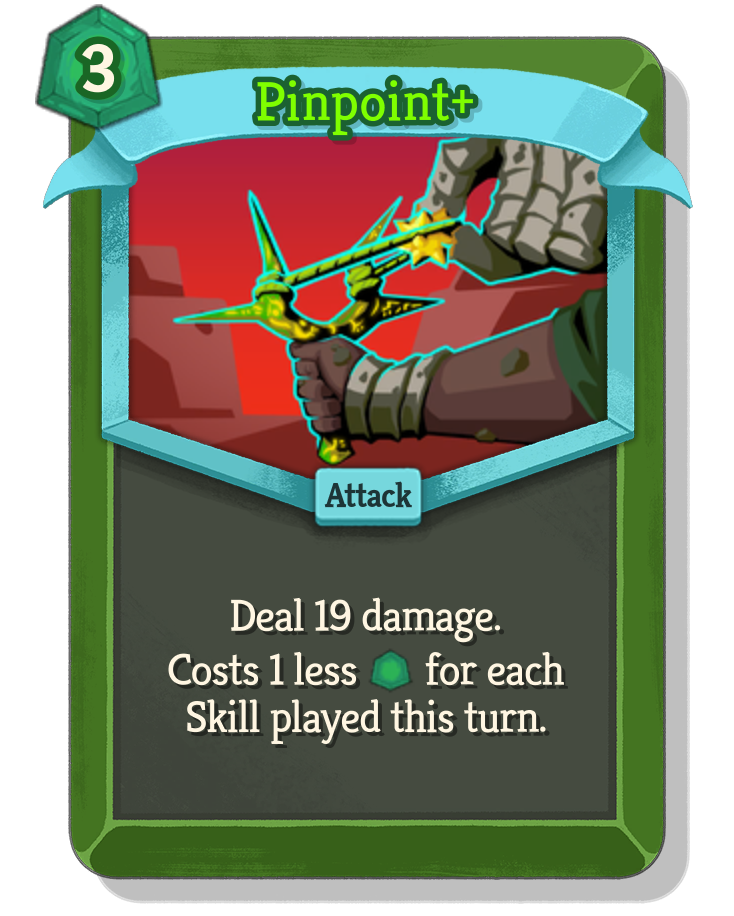 3
Pinpoint+
Attack
Deal 19 damage.
Costs 1 less for each
Skill played this turn.